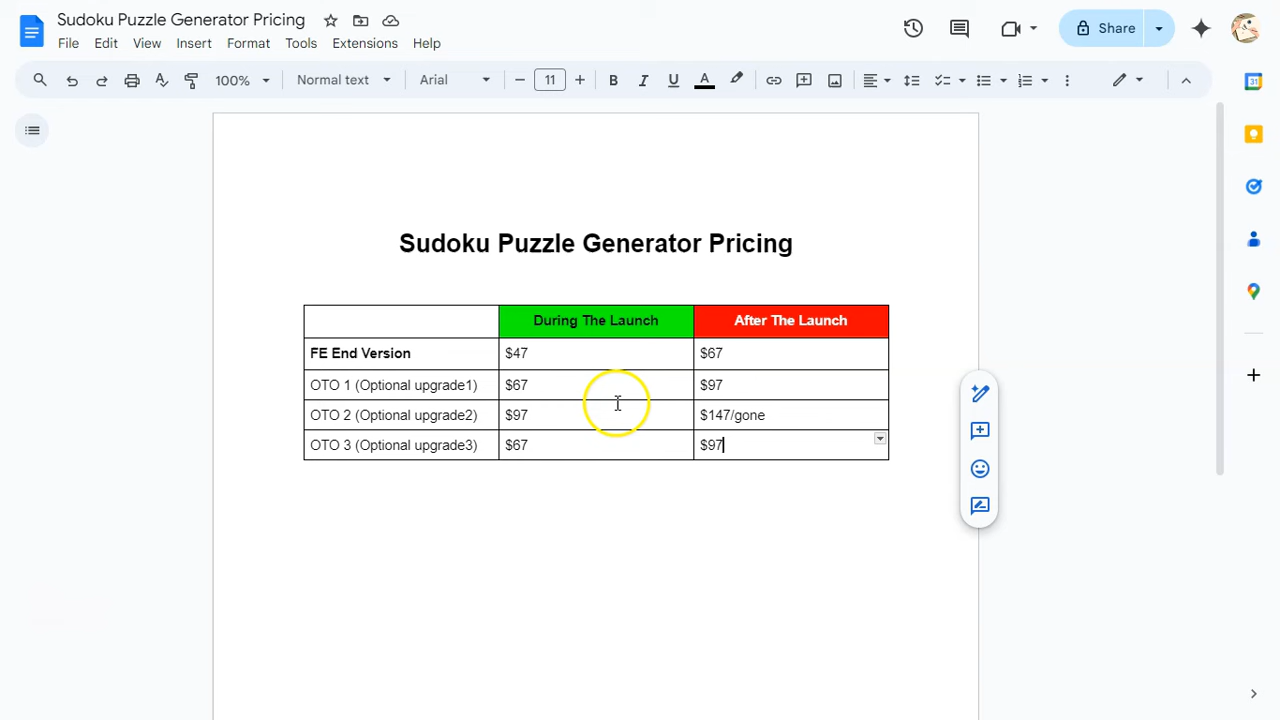 Sudoku Puzzle Generator Pricing
File Edit View Insert Format Tools Extensions Help
Share
100% Normal text Arial 11
Sudoku Puzzle Generator Pricing
During The Launch After The Launch
FE End Version $47 $67
OTO 1 (Optional upgrade1) $67 $97
OTO 2 (Optional upgrade2) $97 $147/gone
OTO 3 (Optional upgrade3) $67 $97